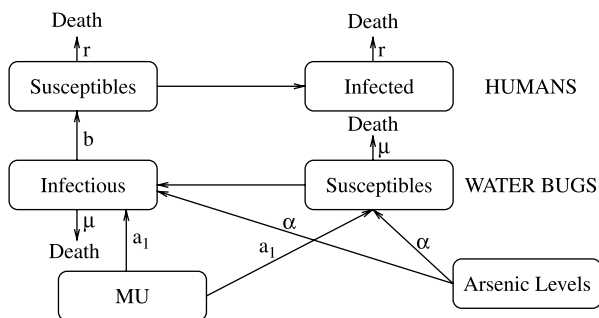 Death Death
r r
Susceptibles Infected HUMANS
Death
b μ
Infectious Susceptibles WATER BUGS
μ
Death a1 α a1 α
MU Arsenic Levels